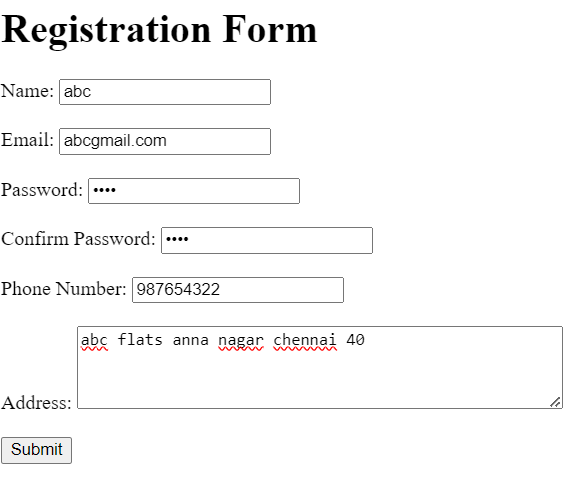 Registration Form
Name: abc
Email: abcgmail.com
Password: ••••
Confirm Password: ••••
Phone Number: 987654322
abc flats anna nagar chennai 40
Address:
Submit